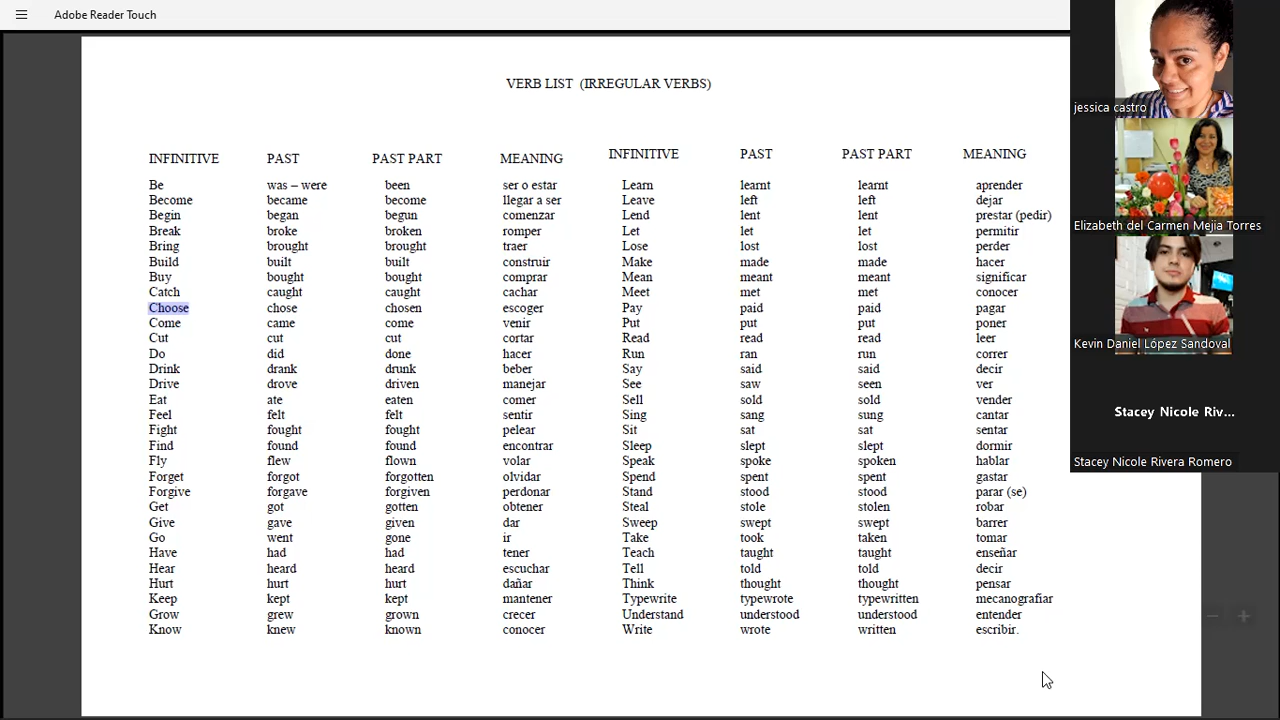 Adobe Reader Touch
VERB LIST (IRREGULAR VERBS)
INFINITIVE PAST PAST PART MEANING INFINITIVE PAST PAST PART MEANING
Be was – were been ser o estar Learn learnt learnt aprender
Become became become llegar a ser Leave left left dejar
Begin began begun comenzar Lend lent lent prestar (pedir)
Break broke broken romper Let let let permitir
Bring brought brought traer Lose lost lost perder
Build built built construir Make made made hacer
Buy bought bought comprar Mean meant meant significar
Catch caught caught cachar Meet met met conocer
Choose chose chosen escoger Pay paid paid pagar
Come came come venir Put put put poner
Cut cut cut cortar Read read read leer
Do did done hacer Run ran run correr
Drink drank drunk beber Say said said decir
Drive drove driven manejar See saw seen ver
Eat ate eaten comer Sell sold sold vender
Feel felt felt sentir Sing sang sung cantar
Fight fought fought pelear Sit sat sat sentar
Find found found encontrar Sleep slept slept dormir
Fly flew flown volar Speak spoke spoken hablar
Forget forgot forgotten olvidar Spend spent spent gastar
Forgive forgave forgiven perdonar Stand stood stood parar (se)
Get got gotten obtener Steal stole stolen robar
Give gave given dar Sweep swept swept barrer
Go went gone ir Take took taken tomar
Have had had tener Teach taught taught enseñar
Hear heard heard escuchar Tell told told decir
Hurt hurt hurt dañar Think thought thought pensar
Keep kept kept mantener Typewrite typewrote typewritten mecanografiar
Grow grew grown crecer Understand understood understood entender
Know knew known conocer Write wrote written escribir.
jessica castro
Elizabeth del Carmen Mejia Torres
Kevin Daniel López Sandoval
Stacey Nicole Riv...
Stacey Nicole Rivera Romero